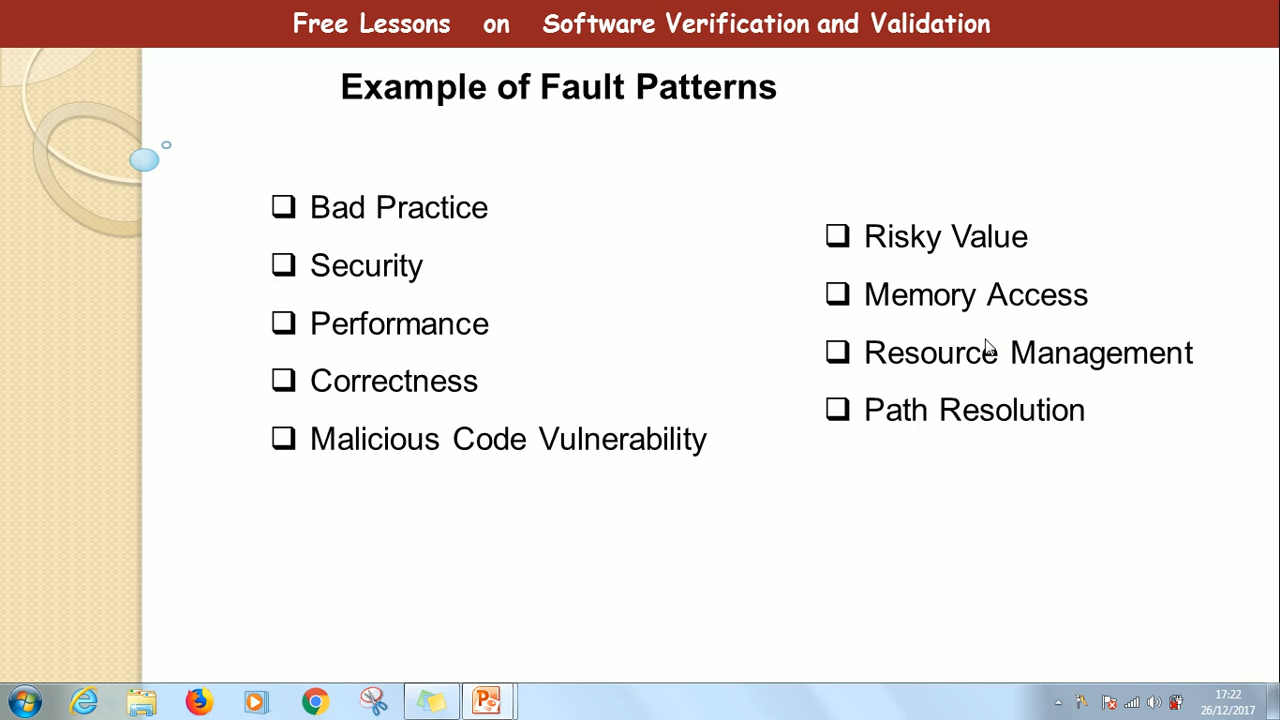 Free Lessons on Software Verification and Validation
Example of Fault Patterns
Bad Practice
Security
Performance
Correctness
Malicious Code Vulnerability
Risky Value
Memory Access
Resource Management
Path Resolution
17:22
26/12/2017